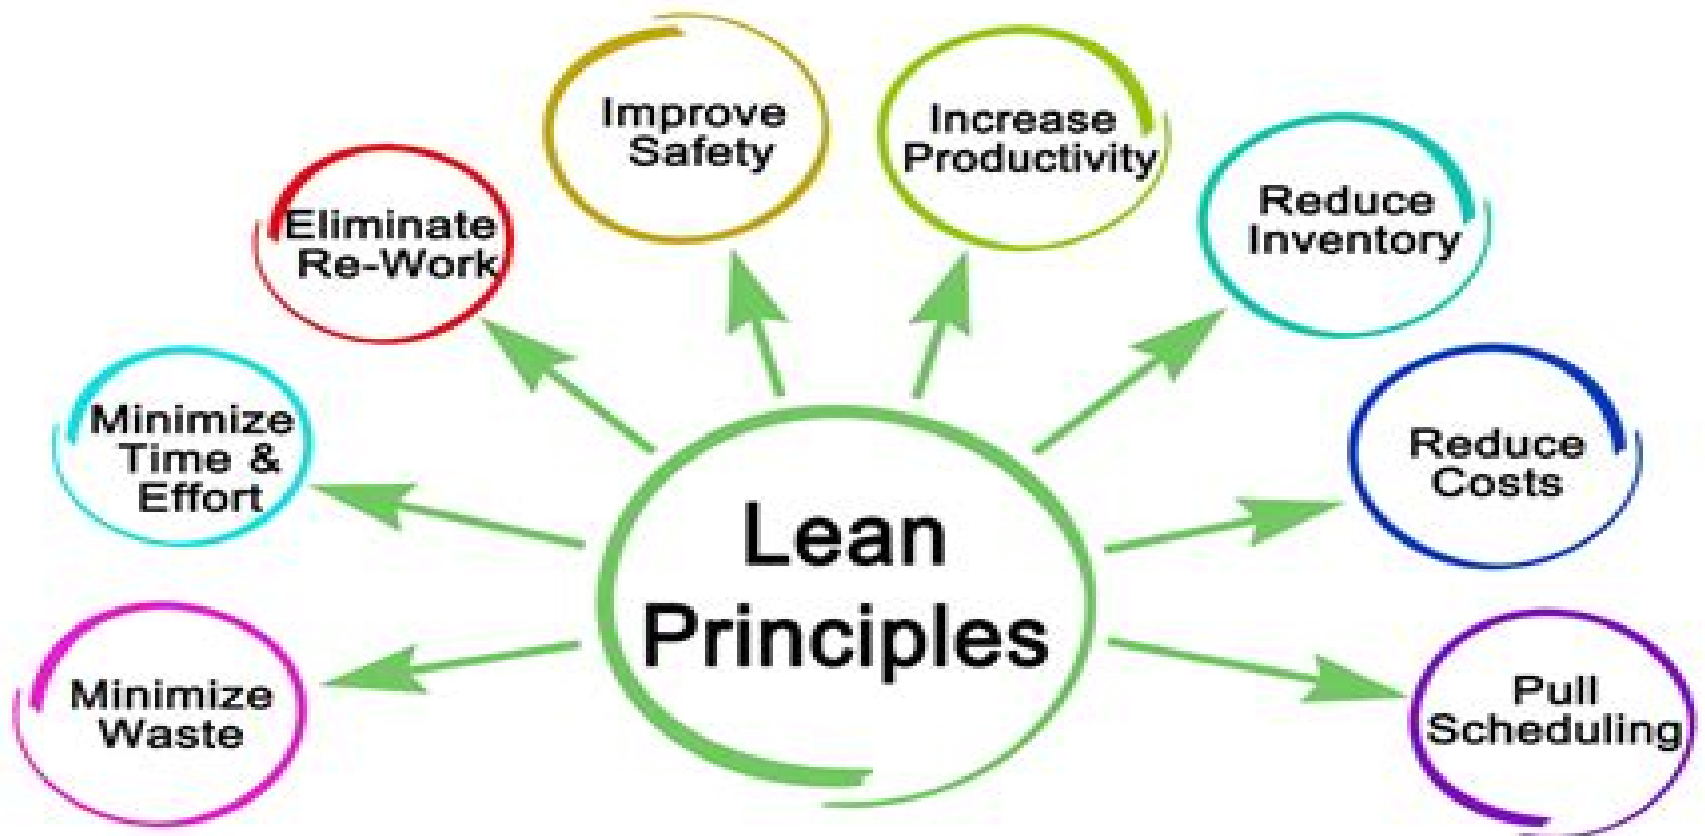 Improve
Safety
Increase
Productivity
Eliminate
Re-Work
Reduce
Inventory
Minimize
Time &
Effort
Reduce
Costs
Lean
Principles
Minimize
Waste
Pull
Scheduling